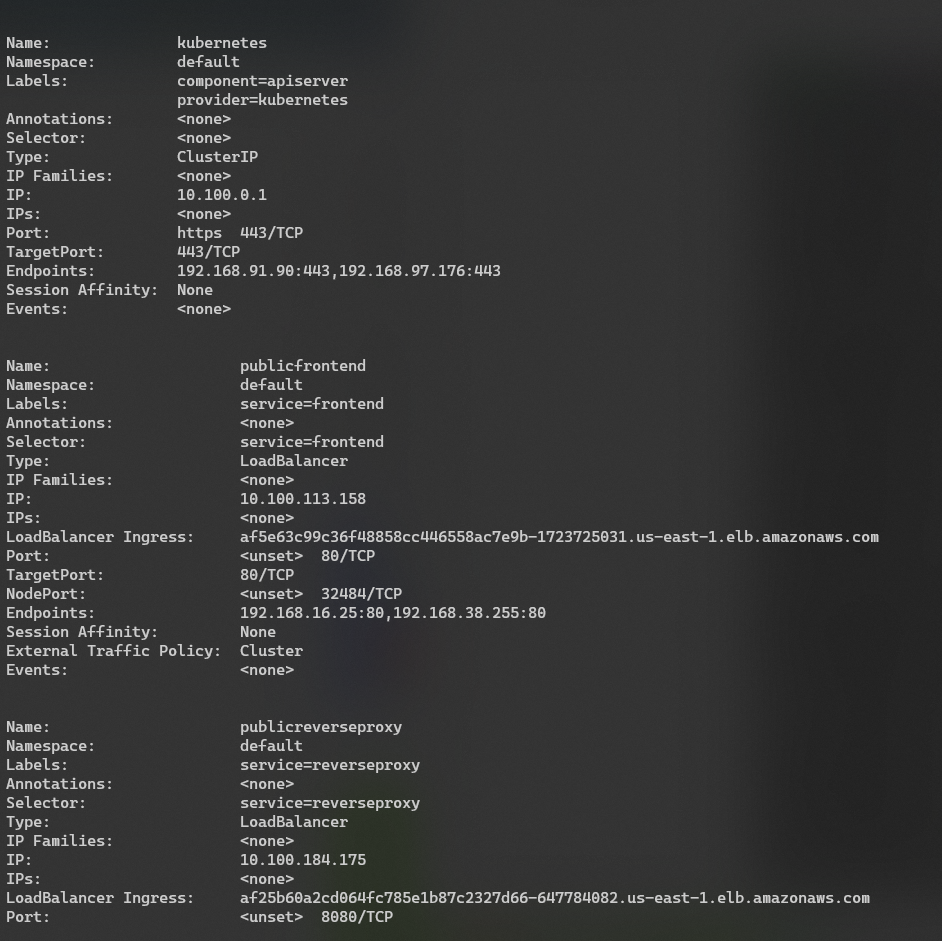 Name:              kubernetes
Namespace:         default
Labels:            component=apiserver
                   provider=kubernetes
Annotations:       <none>
Selector:          <none>
Type:              ClusterIP
IP Families:       <none>
IP:                10.100.0.1
IPs:               <none>
Port:              https  443/TCP
TargetPort:        443/TCP
Endpoints:         192.168.91.90:443,192.168.97.176:443
Session Affinity:  None
Events:            <none>

Name:                     publicfrontend
Namespace:                default
Labels:                   service=frontend
Annotations:              <none>
Selector:                 service=frontend
Type:                     LoadBalancer
IP Families:              <none>
IP:                       10.100.113.158
IPs:                      <none>
LoadBalancer Ingress:     af5e63c99c36f48858cc446558ac7e9b-1723725031.us-east-1.elb.amazonaws.com
Port:                     <unset>  80/TCP
TargetPort:               80/TCP
NodePort:                 <unset>  32484/TCP
Endpoints:                192.168.16.25:80,192.168.38.255:80
Session Affinity:         None
External Traffic Policy:  Cluster
Events:                   <none>

Name:                     publicreverseproxy
Namespace:                default
Labels:                   service=reverseproxy
Annotations:              <none>
Selector:                 service=reverseproxy
Type:                     LoadBalancer
IP Families:              <none>
IP:                       10.100.184.175
IPs:                      <none>
LoadBalancer Ingress:     af25b60a2cd064fc785e1b87c2327d66-647784082.us-east-1.elb.amazonaws.com
Port:                     <unset>  8080/TCP